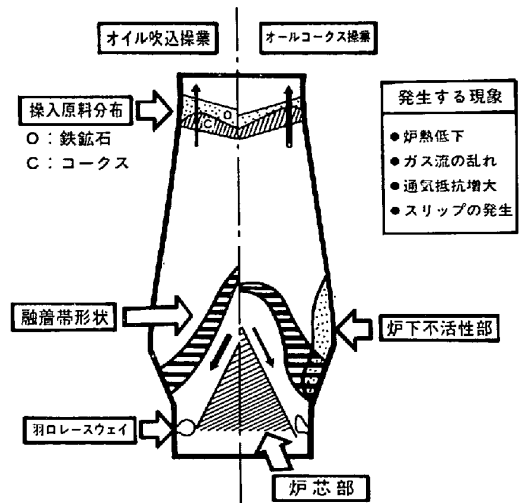 オイル吹込操業
オールコークス操業
操入原料分布
O：鉄鉱石
C：コークス
O
C
発生する現象
●炉熱低下
●ガス流の乱れ
●通気抵抗増大
●スリップの発生
融着帯形状
炉下不活性部
羽口レースウェイ
炉芯部